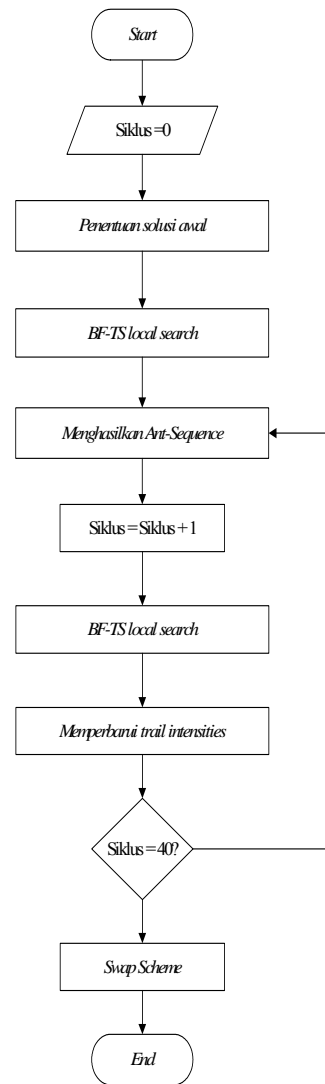 Start
Siklus =0
Penentuan solusi awal
BF-TS local search
Menghasilkan Ant-Sequence
Siklus = Siklus + 1
BF-TS local search
Memperbarui trail intensities
Siklus = 40?
Swap Scheme
End